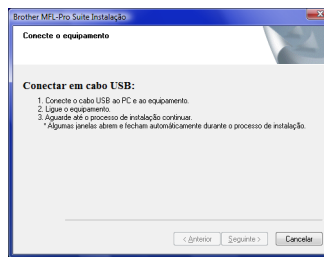 Brother MFL-Pro Suite Instalação
Conecte o equipamento
Conectar em cabo USB:
1. Conecte o cabo USB ao PC e ao equipamento.
2. Ligue o equipamento.
3. Aguarde até o processo de instalação continuar.
* Algumas janelas abrem e fecham automáticamente durante o processo de instalação.
< Anterior
Seguinte >
Cancelar